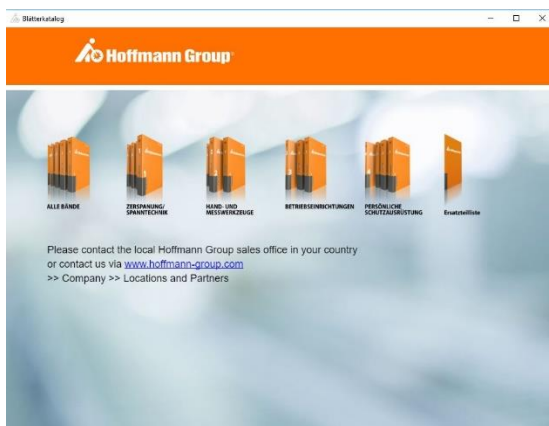 Blätterkatalog
Hoffmann Group
ALLE BÄNDE
ZERSPANUNG/
SPANNTECHNIK
HAND- UND
MESSWERKZEUGE
BETRIEBSEINRICHTUNGEN
PERSÖNLICHE
SCHUTZAUSRÜSTUNG
Ersatzteilliste
Please contact the local Hoffmann Group sales office in your country
or contact us via www.hoffmann-group.com
>> Company >> Locations and Partners